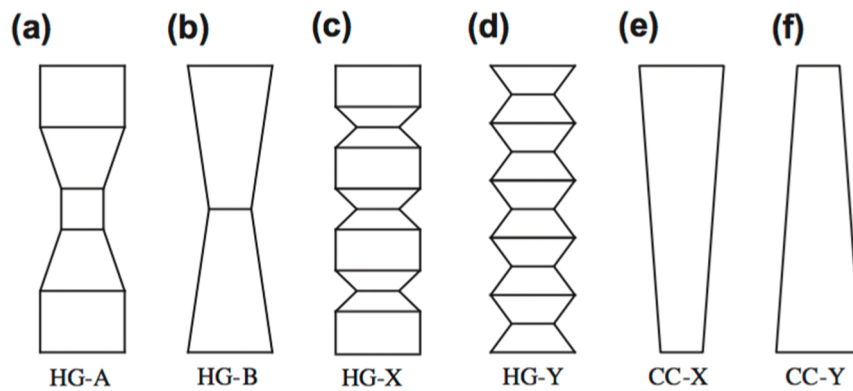 (a) (b) (c) (d) (e) (f)
HG-A HG-B HG-X HG-Y CC-X CC-Y